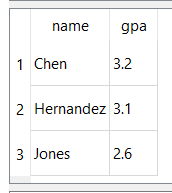 name gpa
1 Chen 3.2
2 Hernandez 3.1
3 Jones 2.6